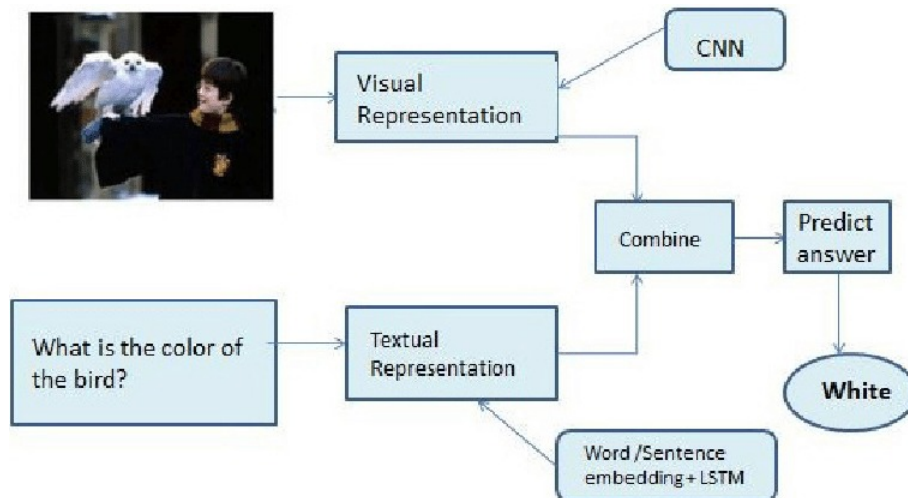 CNN
Visual
Representation
Combine
Predict
answer
What is the color of
the bird?
Textual
Representation
White
Word /Sentence
embedding + LSTM